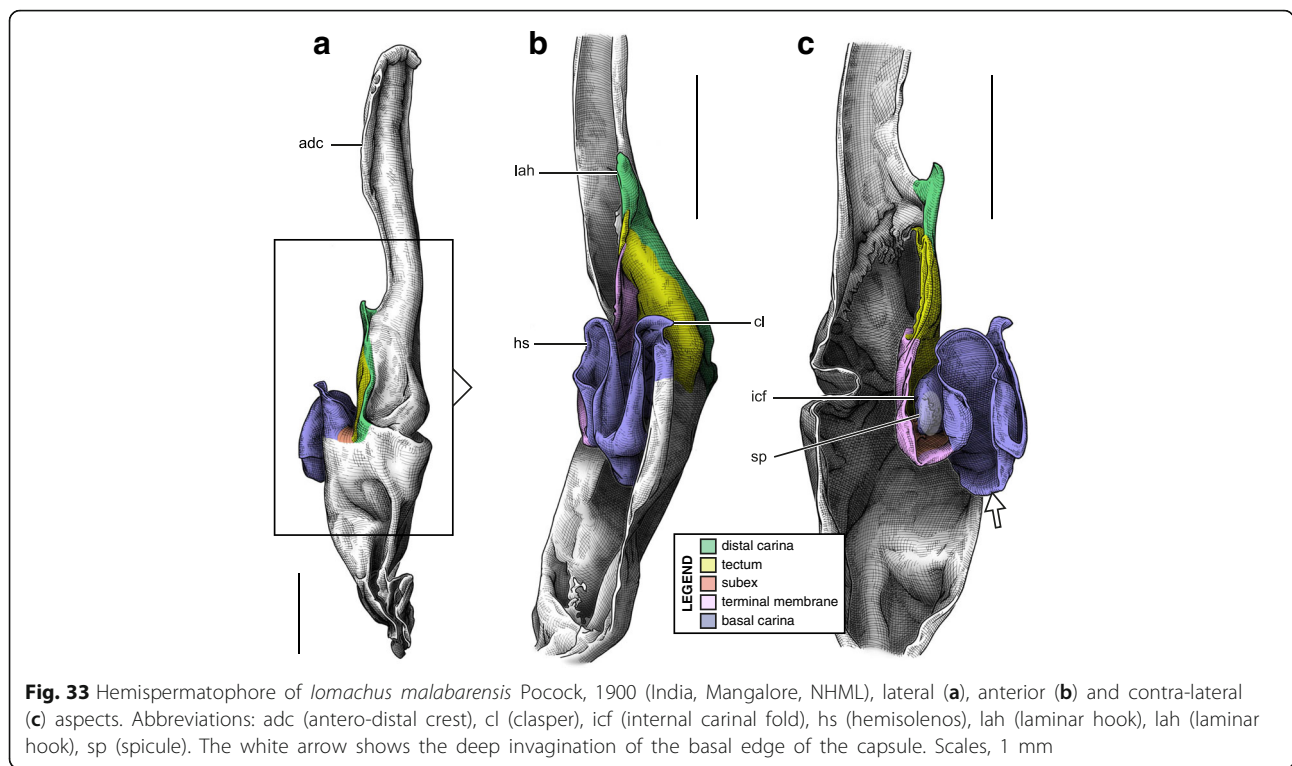 a
b
c
adc
lah
hs
cl
icf
sp
LEGEND
distal carina
tectum
subex
terminal membrane
basal carina
Fig. 33 Hemispermatophore of Iomachus malabarensis Pocock, 1900 (India, Mangalore, NHML), lateral (a), anterior (b) and contra-lateral
(c) aspects. Abbreviations: adc (antero-distal crest), cl (clasper), icf (internal carinal fold), hs (hemisolenos), lah (laminar hook), lah (laminar
hook), sp (spicule). The white arrow shows the deep invagination of the basal edge of the capsule. Scales, 1 mm